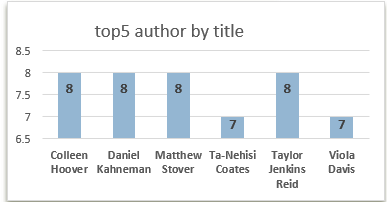 top5 author by title
8.5
8
7.5
7
6.5
8
8
8
7
8
7
Colleen Hoover
Daniel Kahneman
Matthew Stover
Ta-Nehisi Coates
Taylor Jenkins Reid
Viola Davis